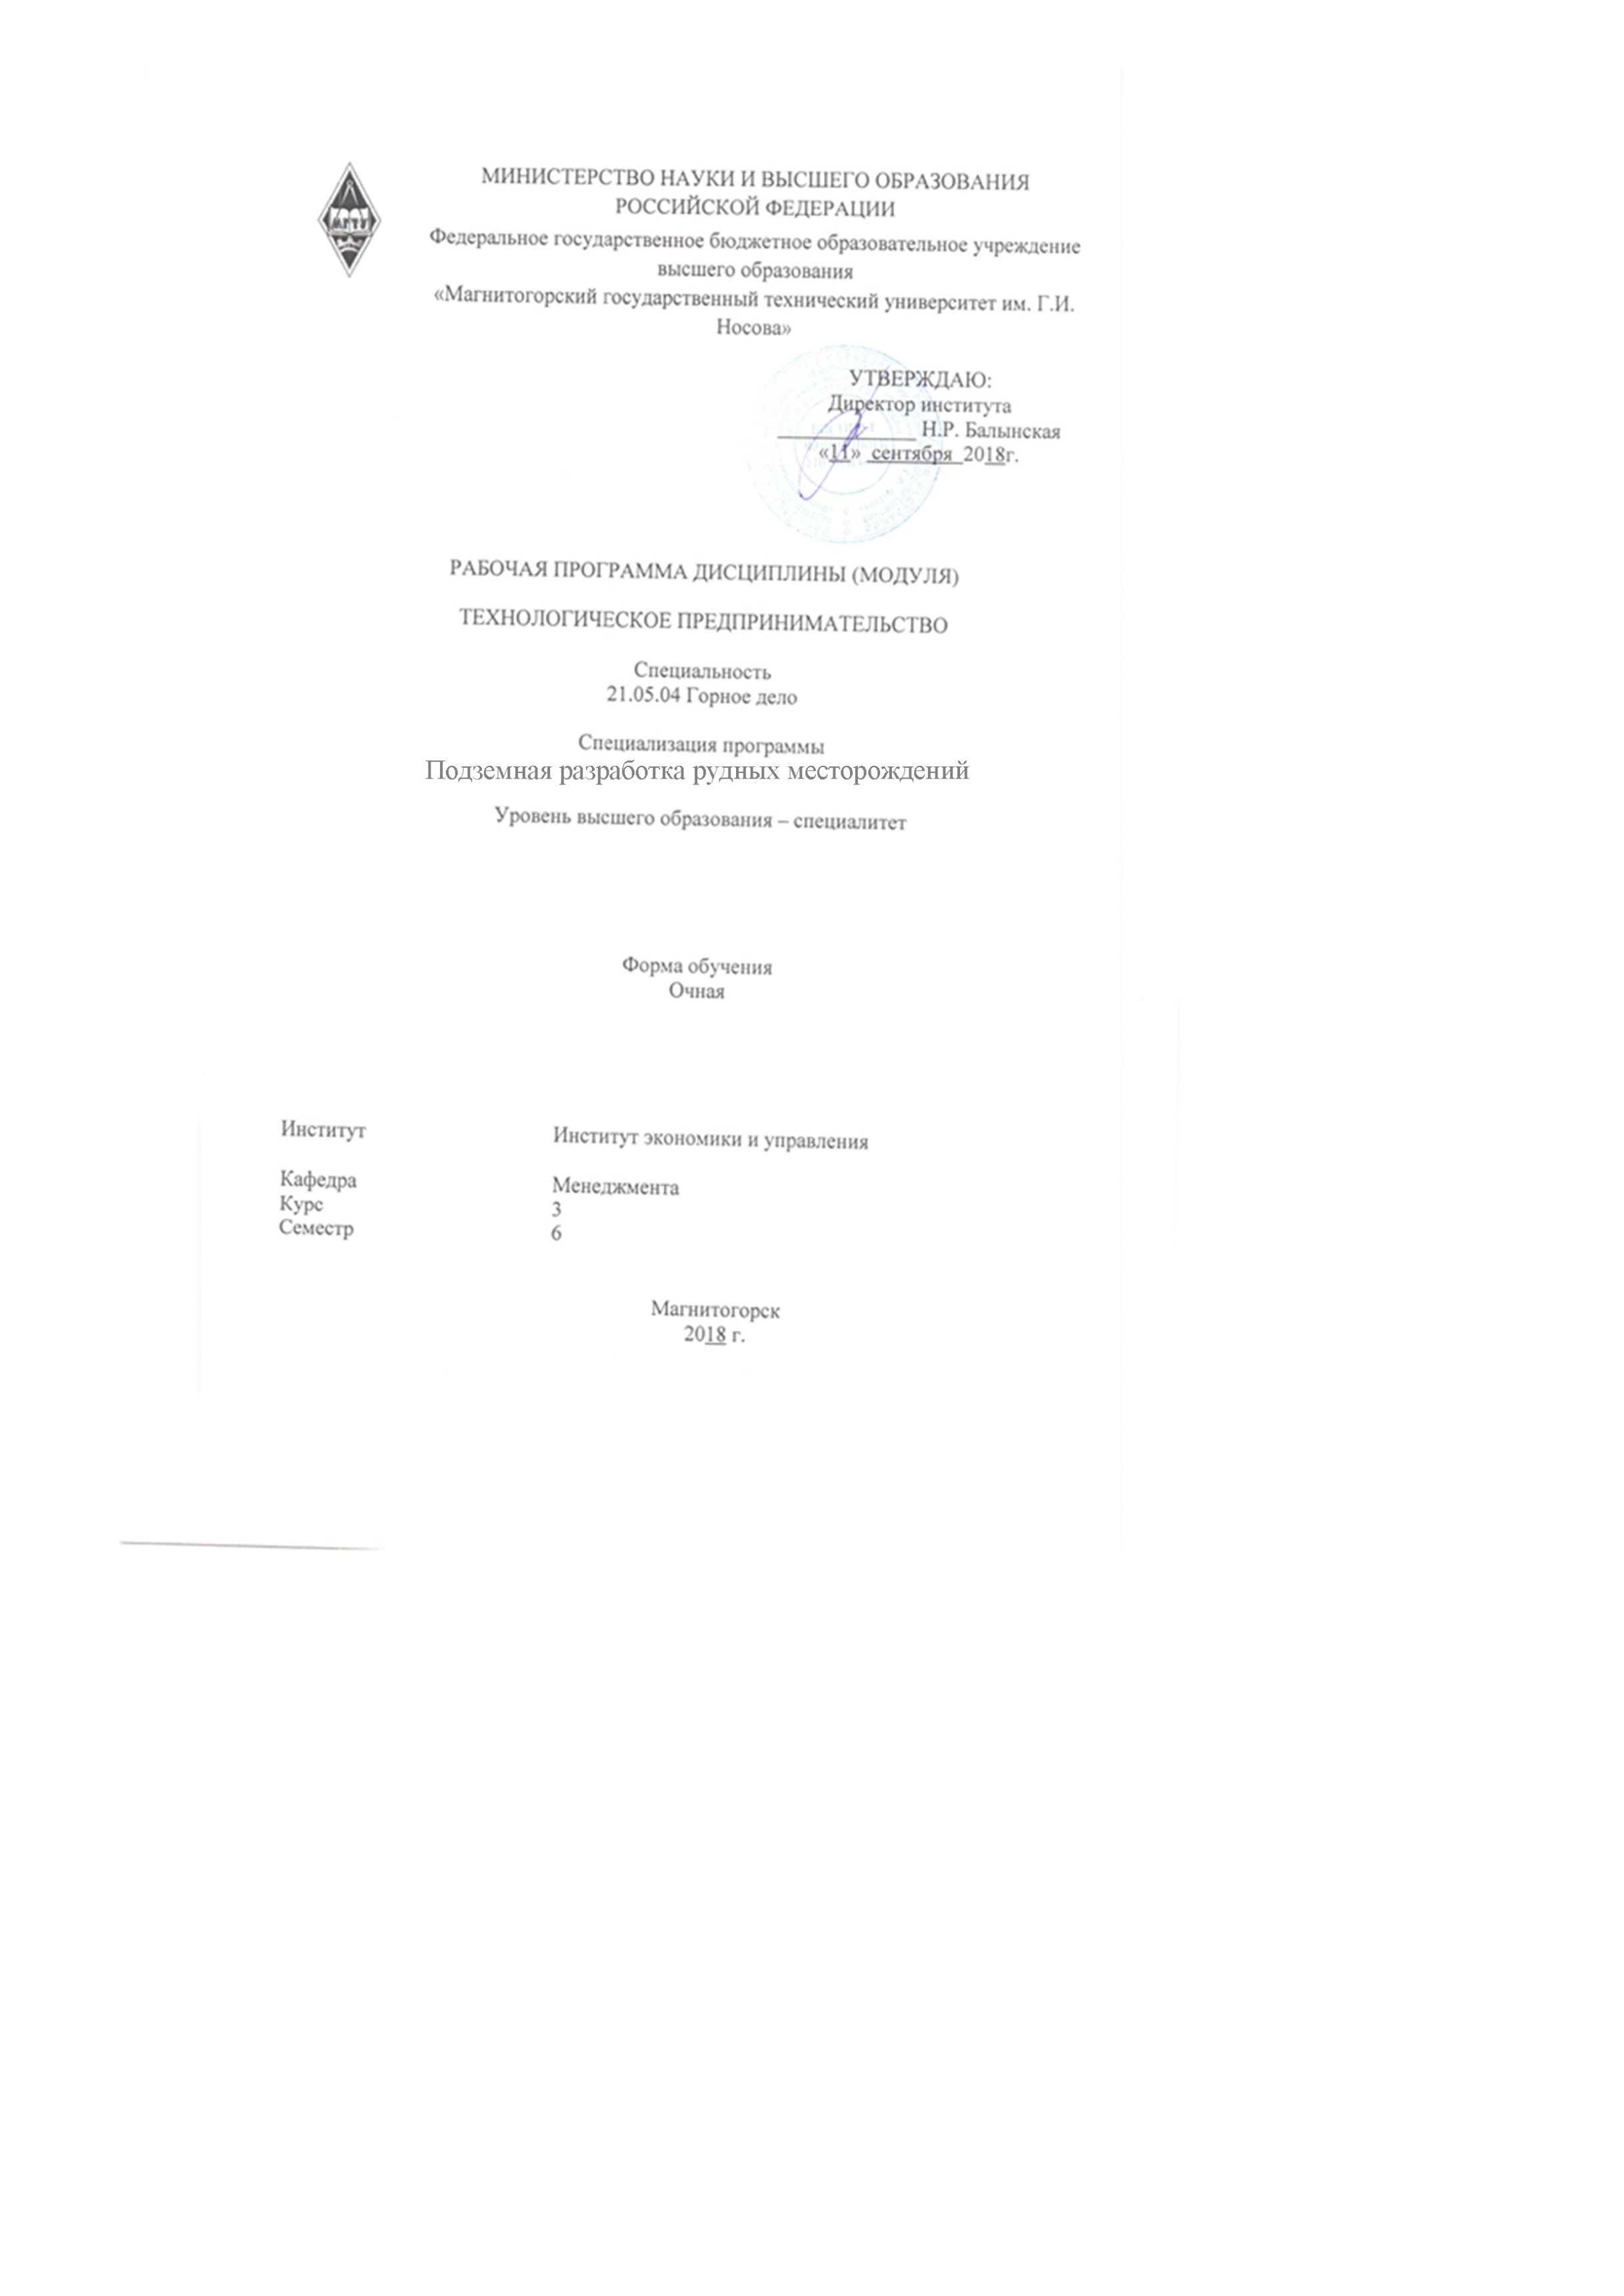 МИНИСТЕРСТВО НАУКИ И ВЫСШЕГО ОБРАЗОВАНИЯ
РОССИЙСКОЙ ФЕДЕРАЦИИ
Федеральное государственное бюджетное образовательное учреждение
высшего образования
«Магнитогорский государственный технический университет им. Г.И.
Носова»
МГТУ
УТВЕРЖДАЮ:
Директор института
Н.Р. Балынская
«11» сентября 2018г.
РАБОЧАЯ ПРОГРАММА ДИСЦИПЛИНЫ (МОДУЛЯ)
ТЕХНОЛОГИЧЕСКОЕ ПРЕДПРИНИМАТЕЛЬСТВО
Специальность
21.05.04 Горное дело
Специализация программы
Подземная разработка рудных месторождений
Уровень высшего образования – специалитет
Форма обучения
Очная
Институт Институт экономики и управления
Кафедра Менеджмента
Курс 3
Семестр 6
Магнитогорск
2018 г.